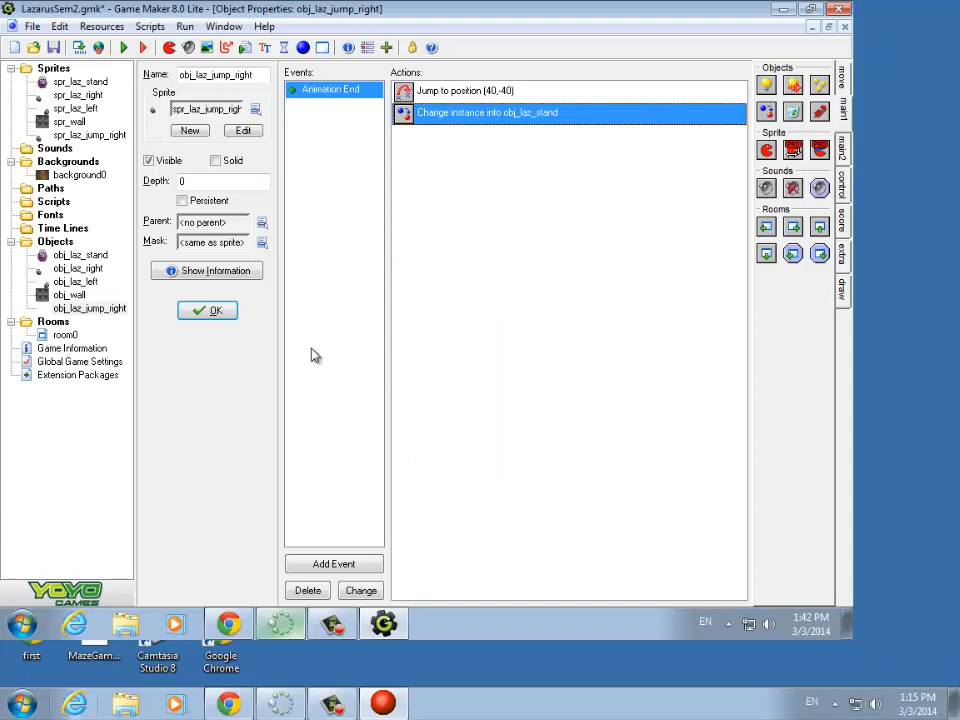 LazarusSem2.gmk* - Game Maker 8.0 Lite - [Object Properties: obj_laz_jump_right]
File Edit Resources Scripts Run Window Help
Sprites
spr_laz_stand
spr_laz_right
spr_laz_left
spr_wall
spr_laz_jump_right
Sounds
Backgrounds
background0
Paths
Scripts
Fonts
Time Lines
Objects
obj_laz_stand
obj_laz_right
obj_laz_left
obj_wall
obj_laz_jump_right
Rooms
room0
Game Information
Global Game Settings
Extension Packages
YOYO
GAMES
Name: obj_laz_jump_right
Sprite
spr_laz_jump_righ
New Edit
Visible Solid
Depth: 0
Persistent
Parent: <no parent>
Mask: <same as sprite>
Show Information
OK
Events:
Animation End
Add Event
Delete Change
Actions:
Jump to position (40,-40)
Change instance into obj_laz_stand
Objects
Sprite
Sounds
Rooms
move
main1
main2
control
score
extra
draw
EN
1:42 PM
3/3/2014
first
MazeGam...
Camtasia
Studio 8
Google
Chrome
EN
1:15 PM
3/3/2014